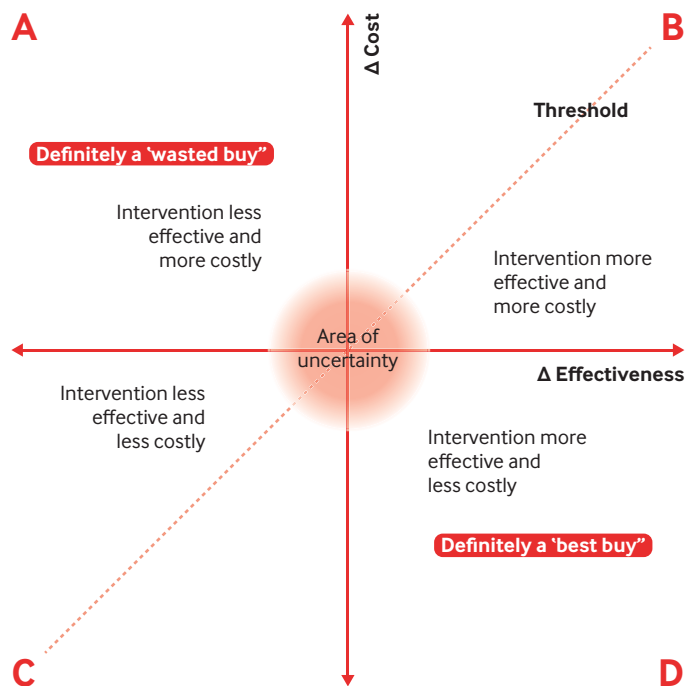 A
B
Δ Cost
Threshold
Definitely a ‘wasted buy”
Intervention less
effective and
more costly
Intervention more
effective and
more costly
Area of
uncertainty
Δ Effectiveness
Intervention less
effective and
less costly
Intervention more
effective and
less costly
Definitely a ‘best buy”
C
D